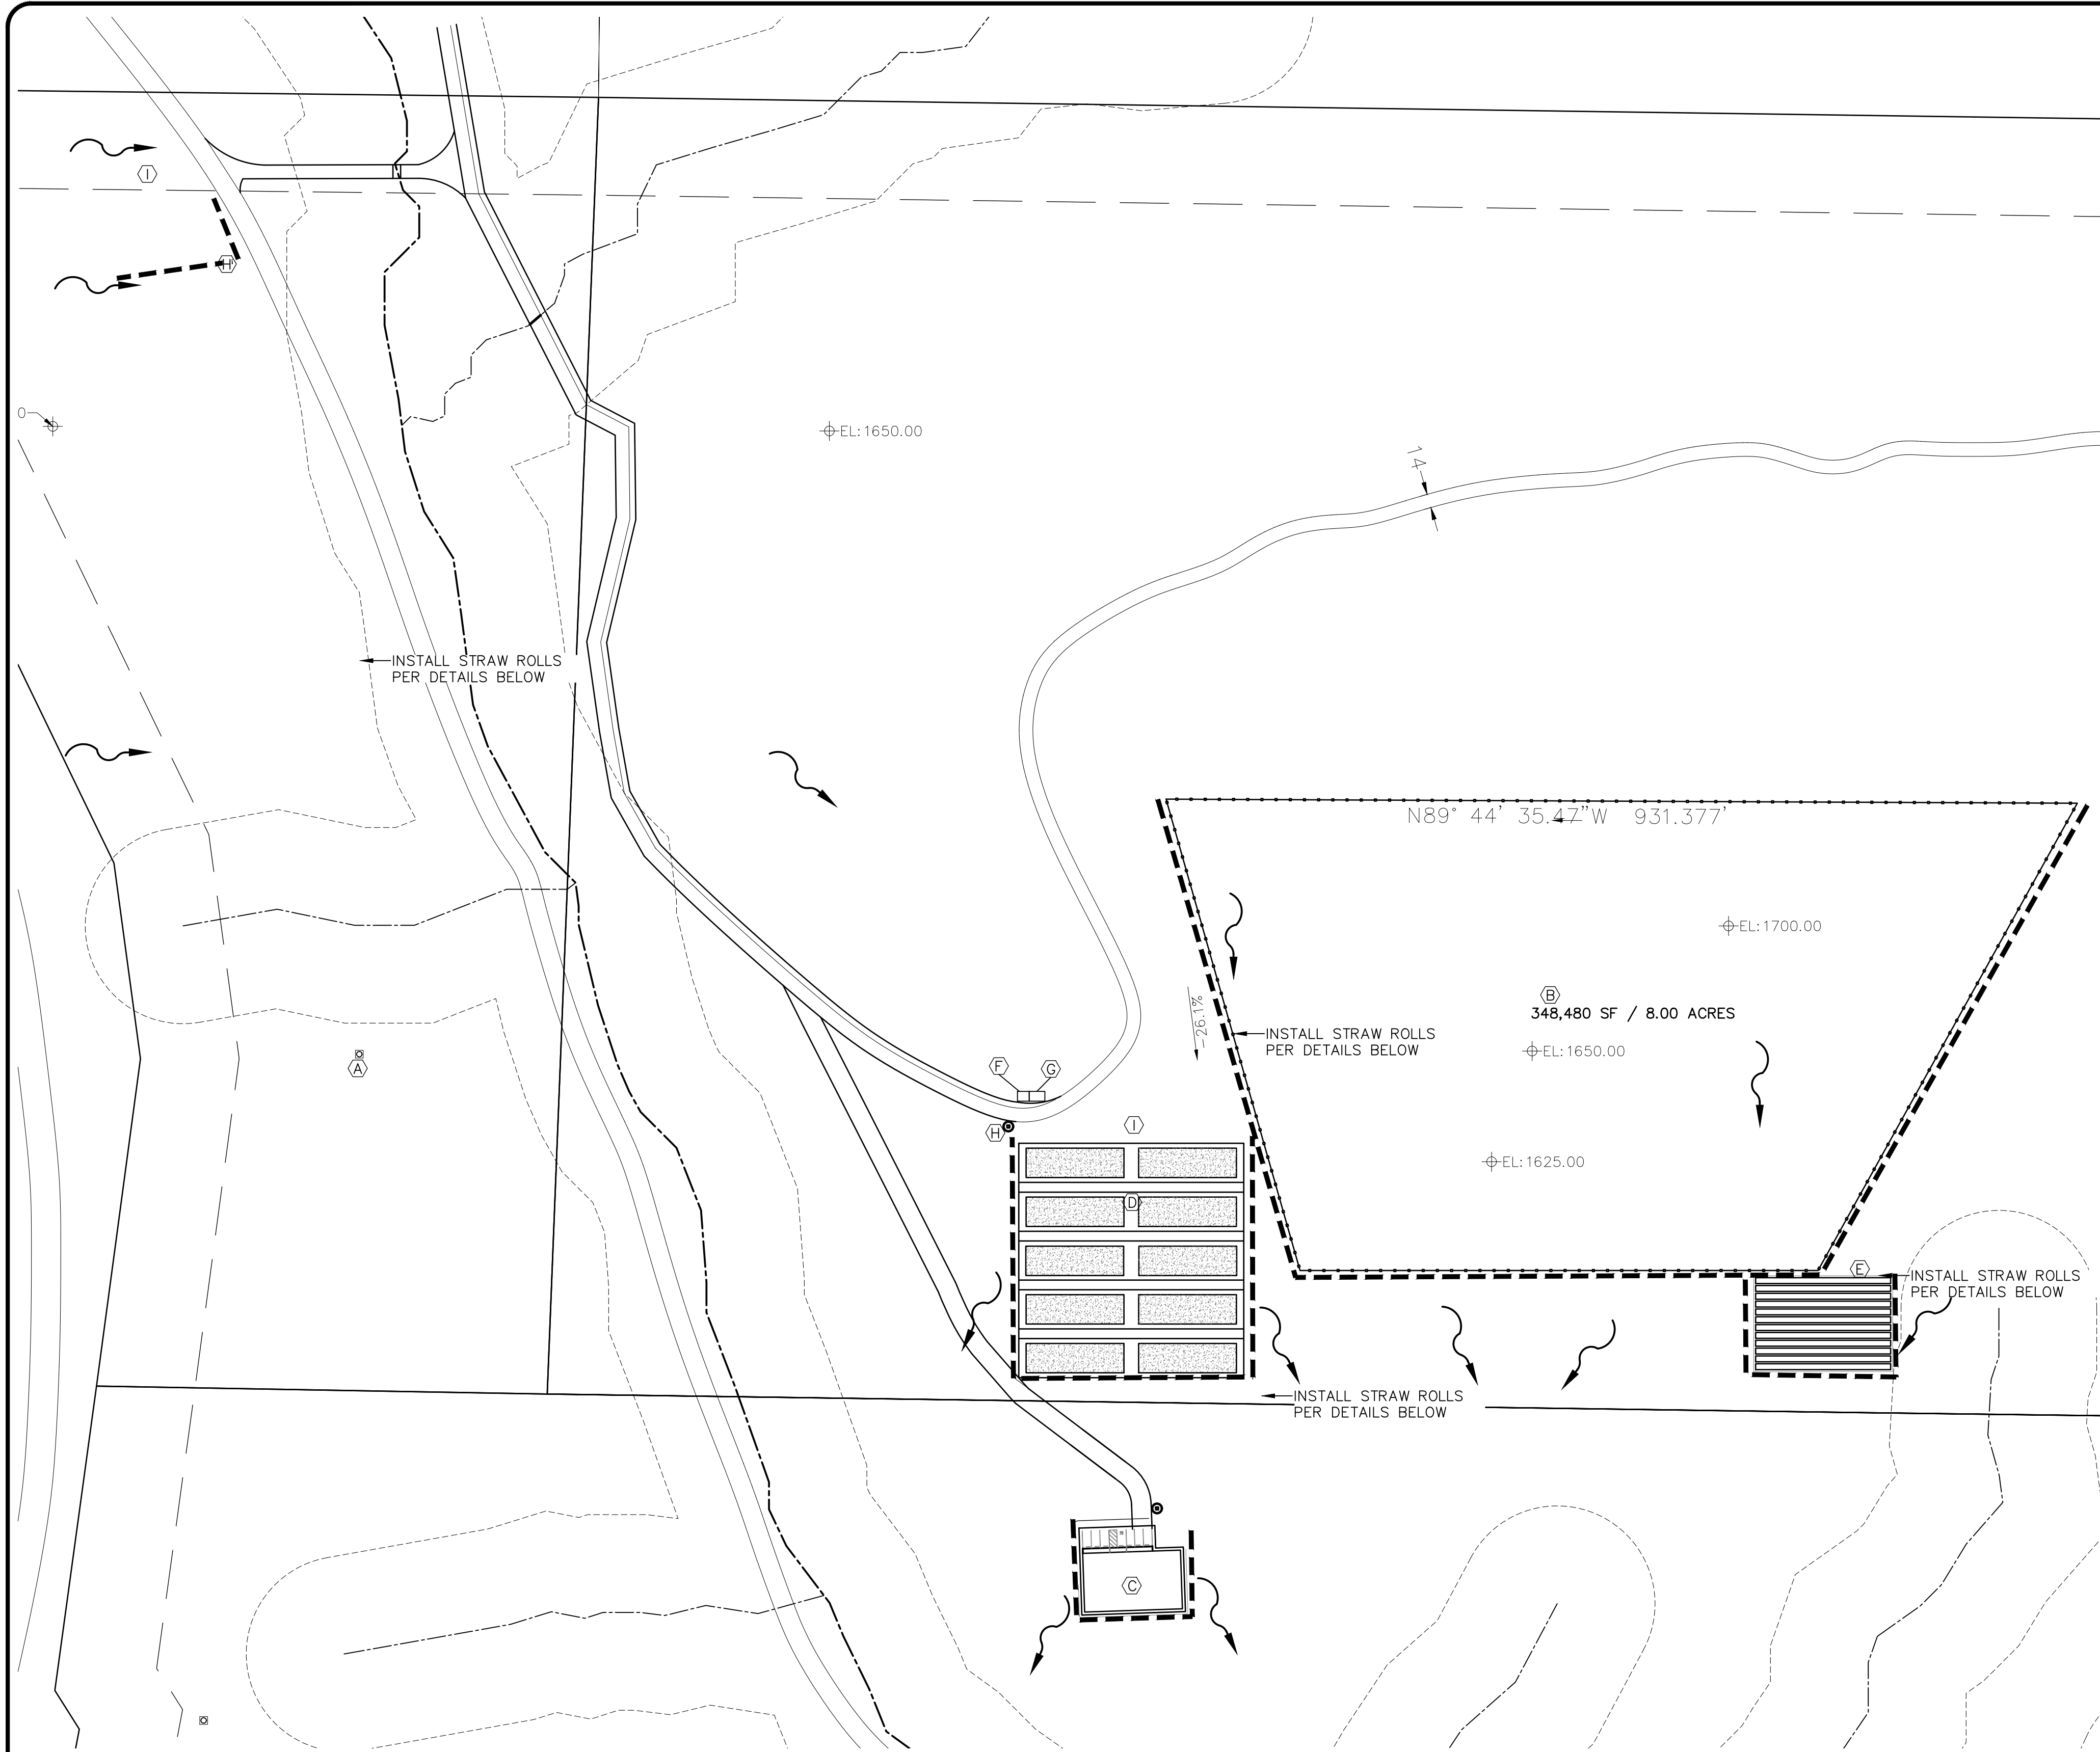 I
H
0
EL:1650.00
14
INSTALL STRAW ROLLS
PER DETAILS BELOW
N89° 44' 35.47"W 931.377'
EL:1700.00
B
348,480 SF / 8.00 ACRES
-26.1%
INSTALL STRAW ROLLS
PER DETAILS BELOW
EL:1650.00
A
F
G
H
I
EL:1625.00
D
E
INSTALL STRAW ROLLS
PER DETAILS BELOW
INSTALL STRAW ROLLS
PER DETAILS BELOW
C